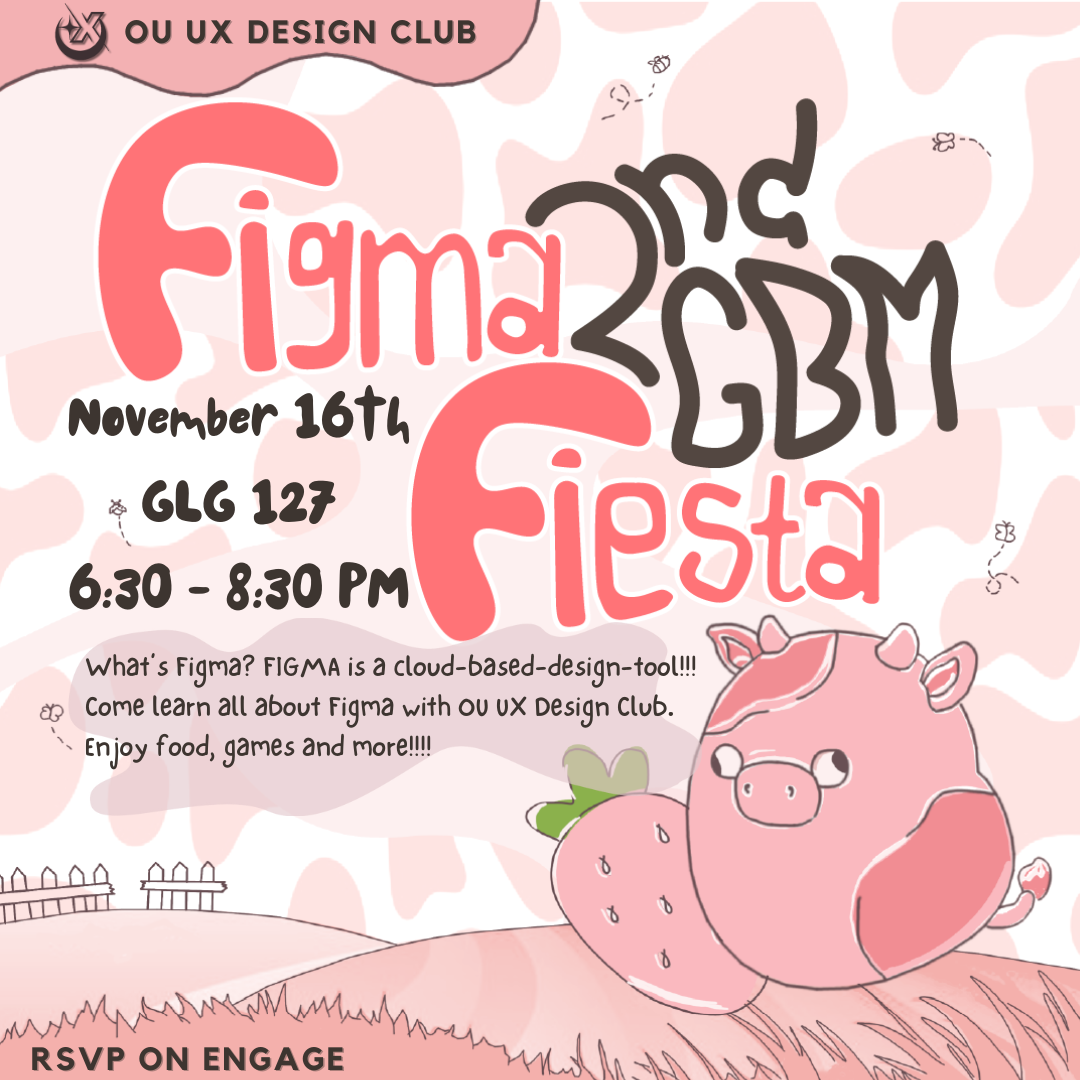 OU UX DESIGN CLUB
Figma
2nd
GBM
Fiesta
November 16th
GLG 127
6:30 - 8:30 PM
What's Figma? FIGMA is a cloud-based-design-tool!!!
Come learn all about Figma with OU UX Design Club.
Enjoy food, games and more!!!!
RSVP ON ENGAGE